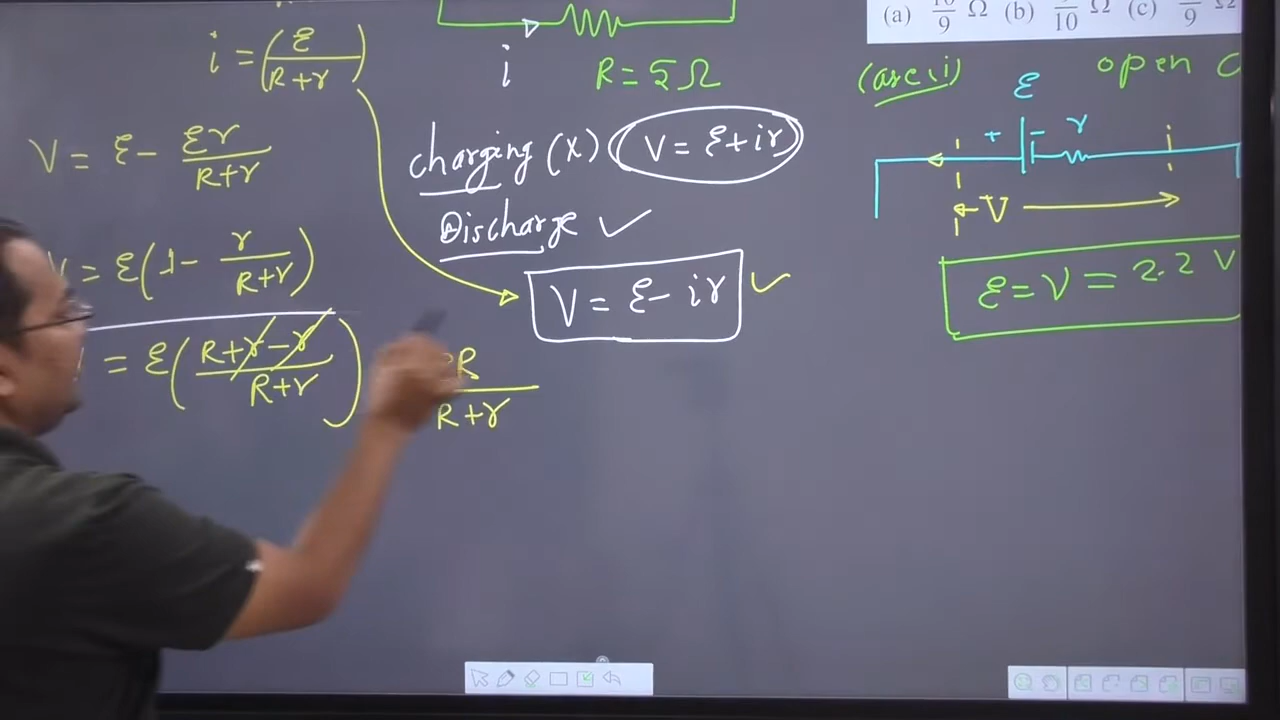 i = (ε/(R+r))
i
R = 5Ω
V = ε - εr/(R+r)
V = ε(1 - r/(R+r))
= ε((R+r-r)/(R+r))
R/(R+r)
charging (x) V = ε+ir
Discharge ✓
V = ε - ir ✓
(a) 10/9 Ω (b) /10 Ω (c) /9 Ω
(case i) open
ε
+ - r
V
ε = V = 2.2 V